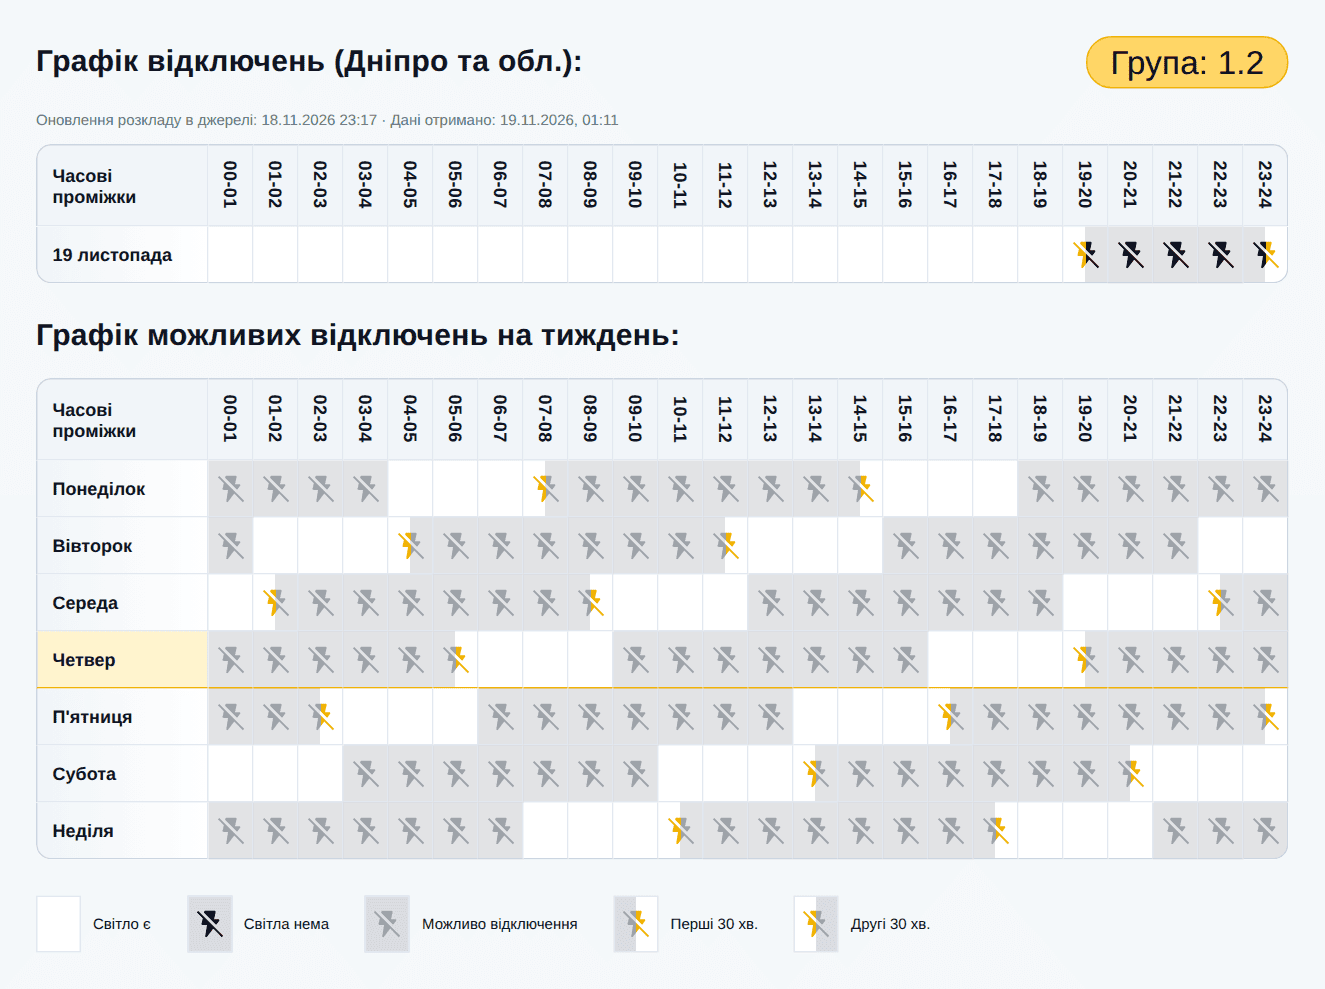 Графік відключень (Дніпро та обл.):
Група: 1.2
Оновлення розкладу в джерелі: 18.11.2026 23:17 · Дані отримано: 19.11.2026, 01:11
Часові
проміжки
00-01 01-02 02-03 03-04 04-05 05-06 06-07 07-08 08-09 09-10 10-11 11-12 12-13 13-14 14-15 15-16 16-17 17-18 18-19 19-20 20-21 21-22 22-23 23-24
19 листопада
Графік можливих відключень на тиждень:
Часові
проміжки
00-01 01-02 02-03 03-04 04-05 05-06 06-07 07-08 08-09 09-10 10-11 11-12 12-13 13-14 14-15 15-16 16-17 17-18 18-19 19-20 20-21 21-22 22-23 23-24
Понеділок
Вівторок
Середа
Четвер
П'ятниця
Субота
Неділя
Світло є
Світла нема
Можливо відключення
Перші 30 хв.
Другі 30 хв.